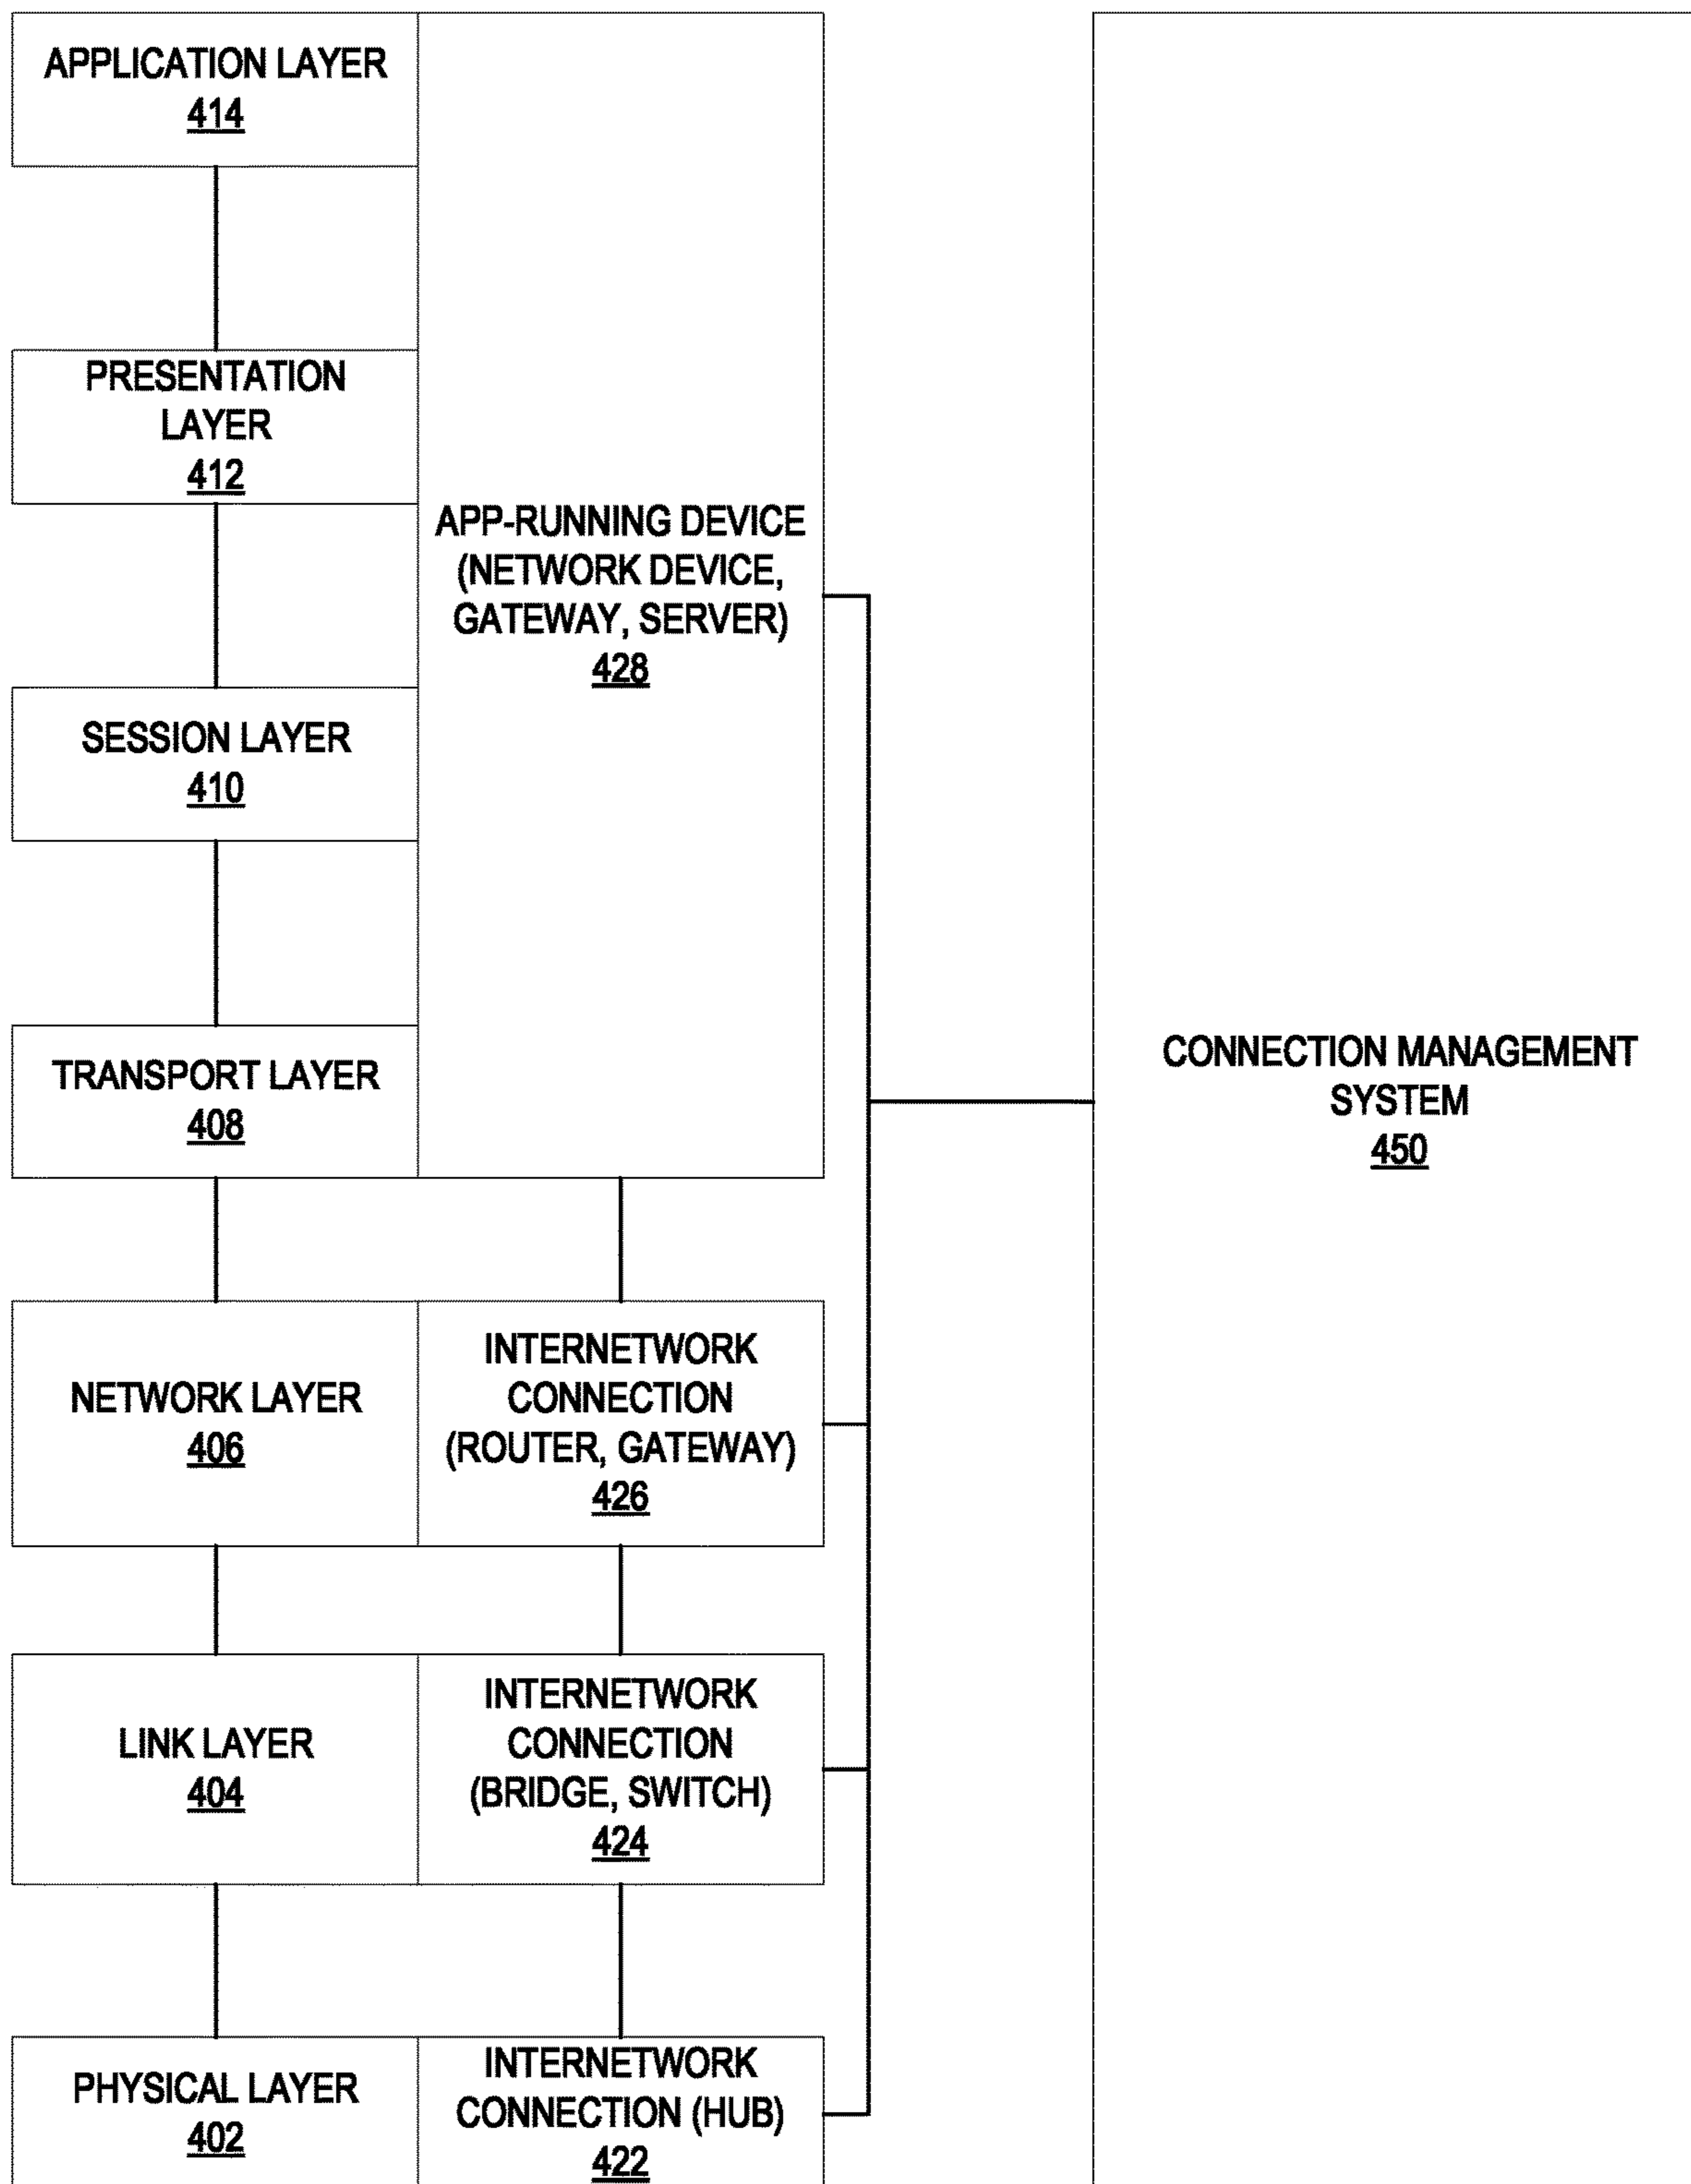 APPLICATION LAYER
414
PRESENTATION
LAYER
412
APP-RUNNING DEVICE
(NETWORK DEVICE,
GATEWAY, SERVER)
428
SESSION LAYER
410
TRANSPORT LAYER
408
CONNECTION MANAGEMENT
SYSTEM
450
NETWORK LAYER
406
INTERNETWORK
CONNECTION
(ROUTER, GATEWAY)
426
LINK LAYER
404
INTERNETWORK
CONNECTION
(BRIDGE, SWITCH)
424
PHYSICAL LAYER
402
INTERNETWORK
CONNECTION (HUB)
422